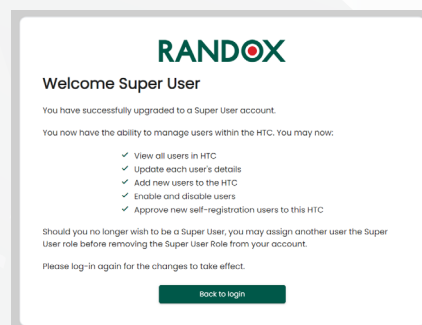 RANDOX
Welcome Super User
You have successfully upgraded to a Super User account.
You now have the ability to manage users within the HTC. You may now:
✓ View all users in HTC
✓ Update each user's details
✓ Add new users to the HTC
✓ Enable and disable users
✓ Approve new self-registration users to this HTC
Should you no longer wish to be a Super User, you may assign another user the Super
User role before removing the Super User Role from your account.
Please log-in again for the changes to take effect.
Back to login